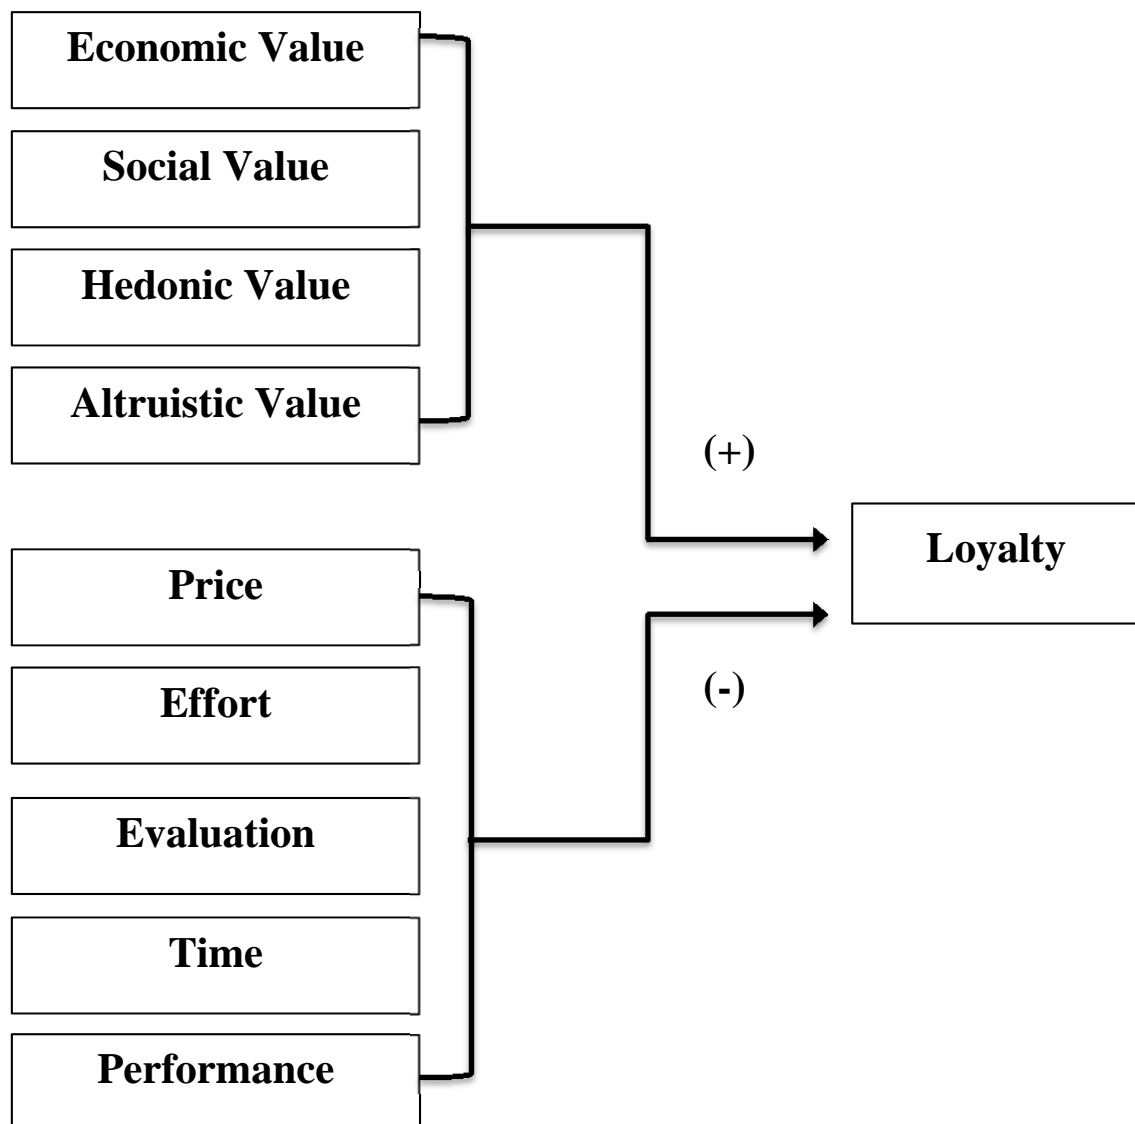 Economic Value
Social Value
Hedonic Value
Altruistic Value
(+)
Loyalty
Price
Effort
(-)
Evaluation
Time
Performance